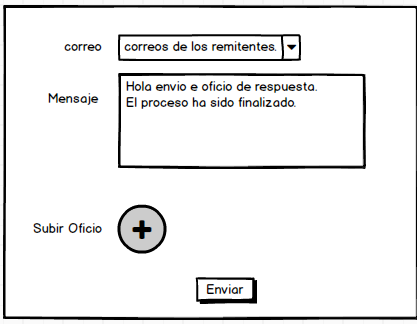 correo
correos de los remitentes.
Mensaje
Hola envio e oficio de respuesta.
El proceso ha sido finalizado.
Subir Oficio
Enviar